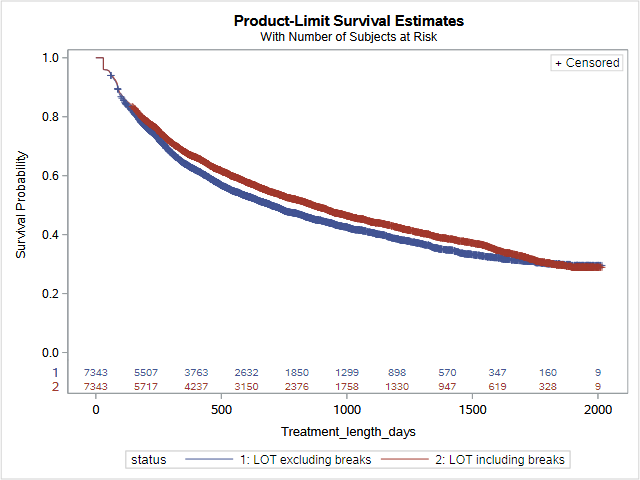 Product-Limit Survival Estimates
With Number of Subjects at Risk
+ Censored
1.0
0.8
0.6
0.4
0.2
0.0
Survival Probability
1 7343 5507 3763 2632 1850 1299 898 570 347 160 9
2 7343 5717 4237 3150 2376 1758 1330 947 619 328 9
0 500 1000 1500 2000
Treatment_length_days
status 1: LOT excluding breaks 2: LOT including breaks